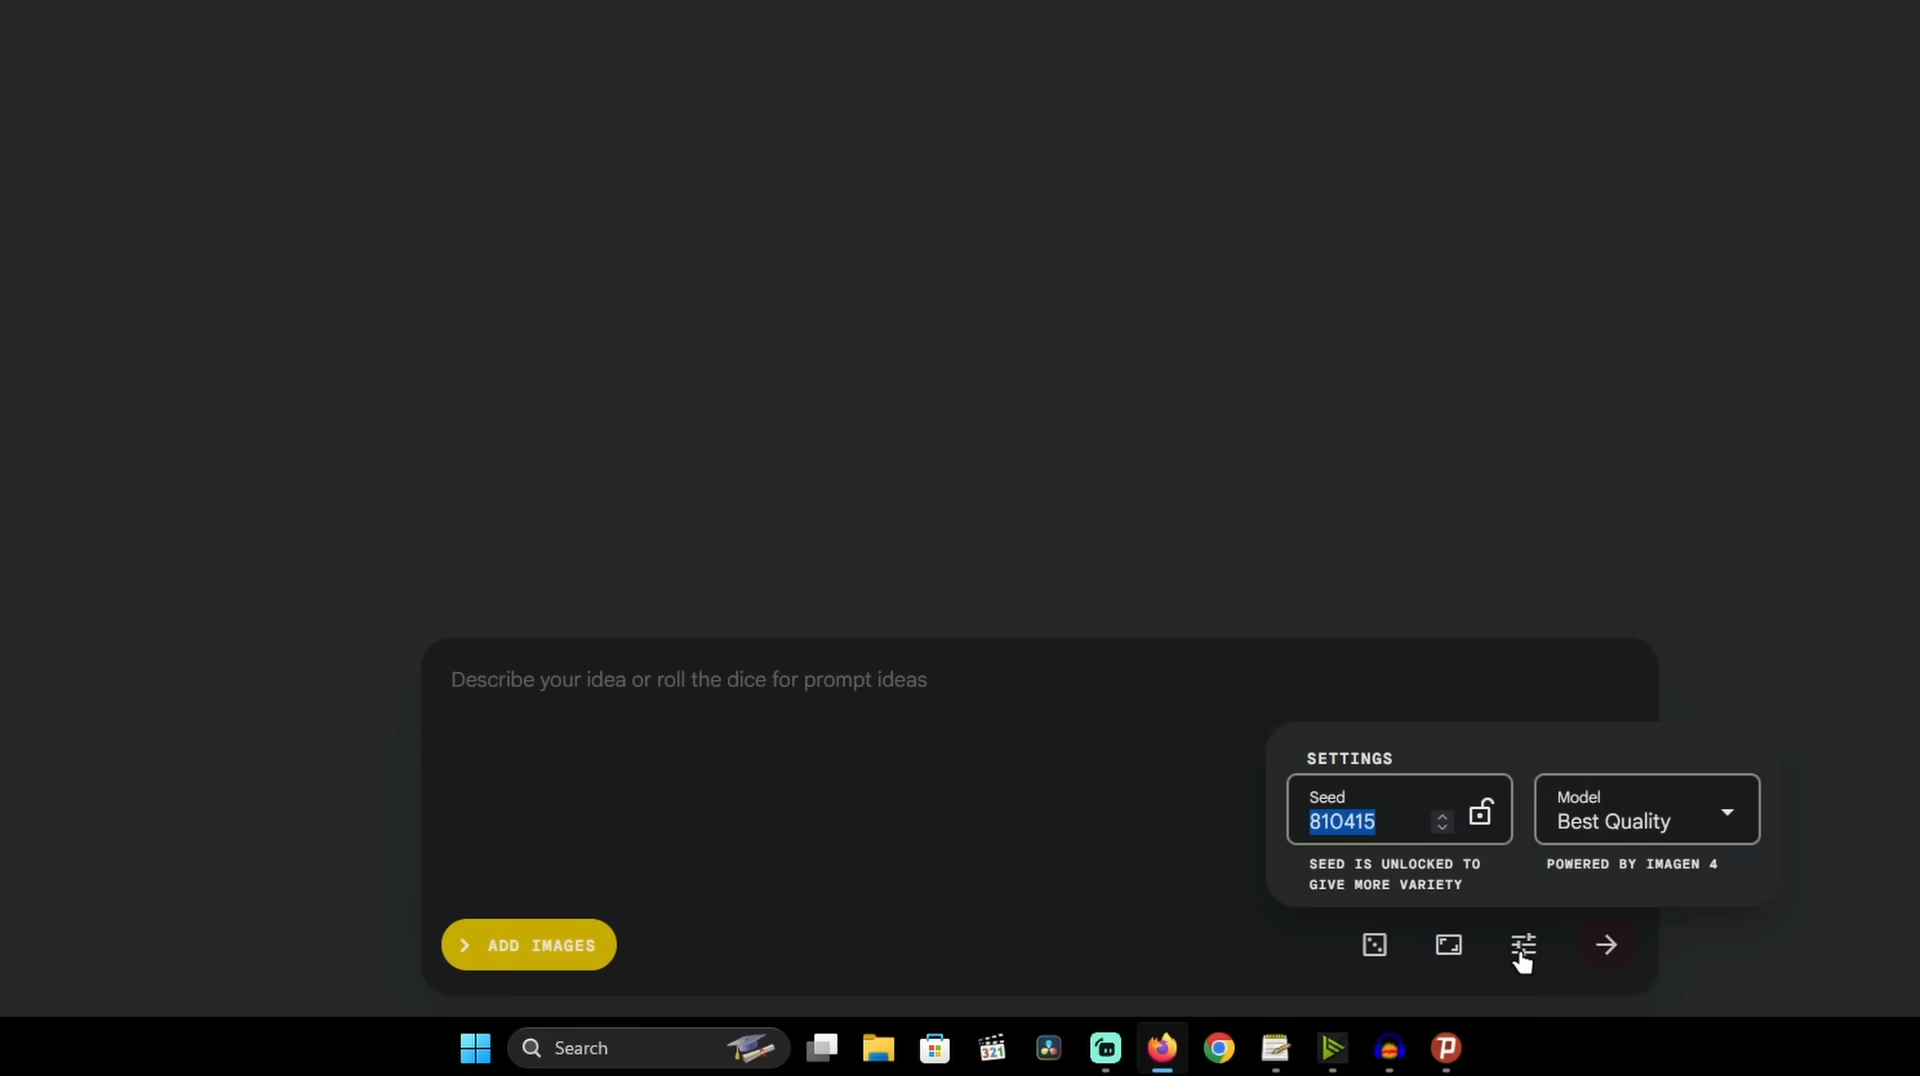 Describe your idea or roll the dice for prompt ideas
SETTINGS
Seed
810415
Model
Best Quality
SEED IS UNLOCKED TO
GIVE MORE VARIETY
POWERED BY IMAGEN 4
ADD IMAGES
Search
321